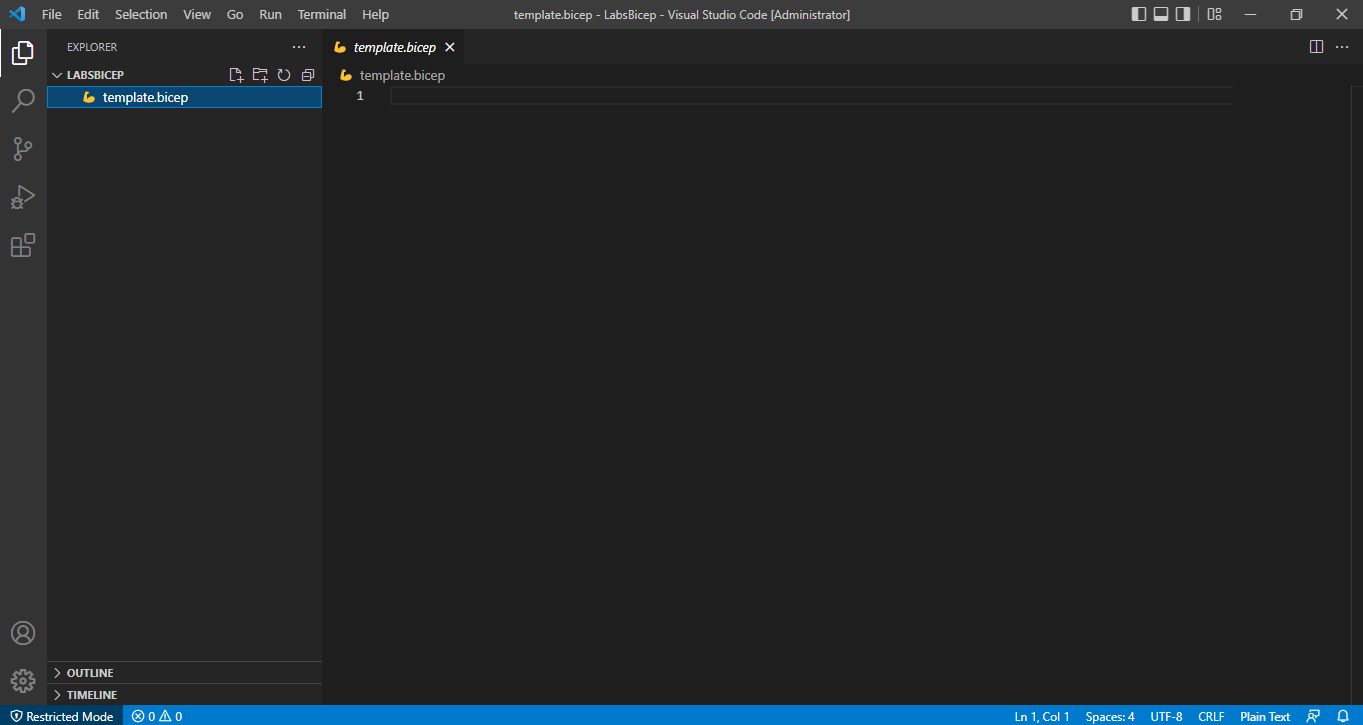 File Edit Selection View Go Run Terminal Help
template.bicep - LabsBicep - Visual Studio Code [Administrator]
EXPLORER
LABSBICEP
template.bicep
OUTLINE
TIMELINE
template.bicep
template.bicep
1
Restricted Mode 0 0
Ln 1, Col 1 Spaces: 4 UTF-8 CRLF Plain Text